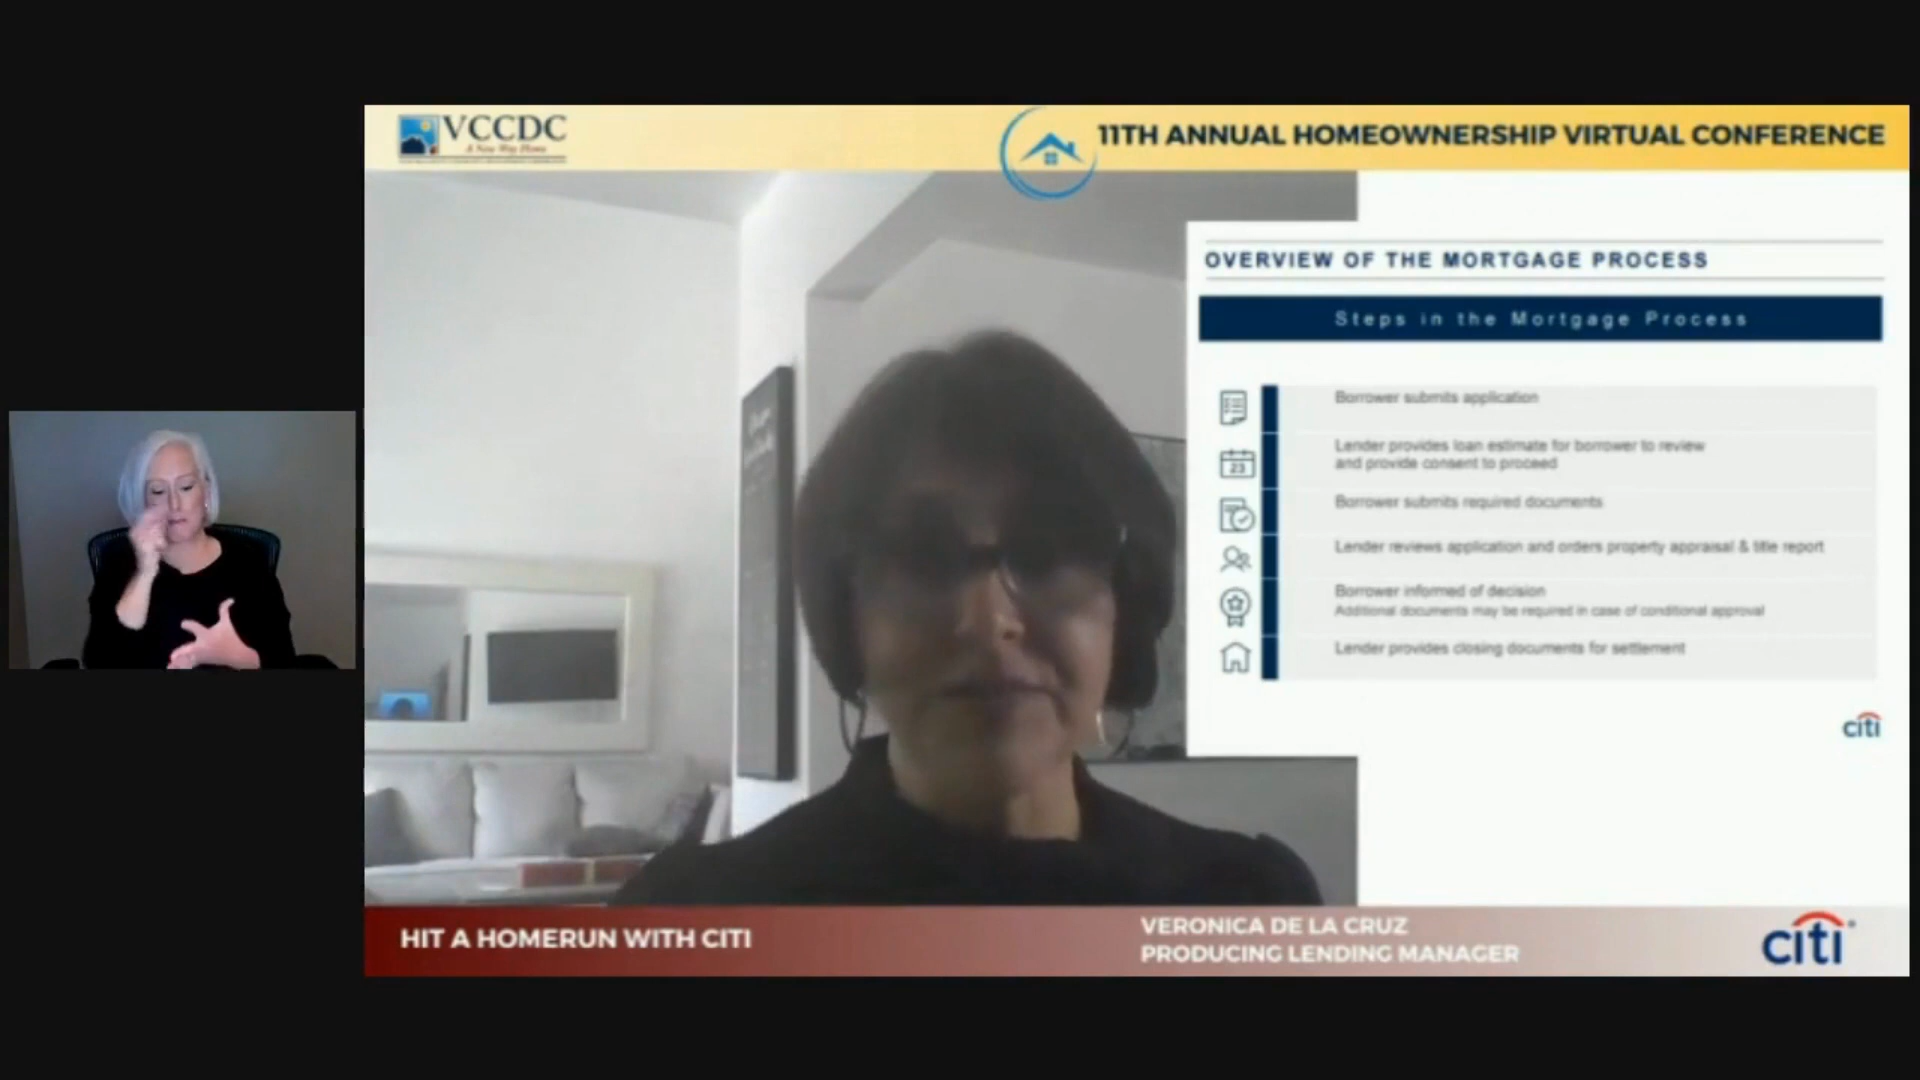 VCCDC
A New Way Home
11TH ANNUAL HOMEOWNERSHIP VIRTUAL CONFERENCE
OVERVIEW OF THE MORTGAGE PROCESS
Steps in the Mortgage Process
Borrower submits application
23
Lender provides loan estimate for borrower to review
and provide consent to proceed
Borrower submits required documents
Lender reviews application and orders property appraisal & title report
Borrower informed of decision
Additional documents may be required in case of conditional approval
Lender provides closing documents for settlement
citi
HIT A HOMERUN WITH CITI
VERONICA DE LA CRUZ
PRODUCING LENDING MANAGER
citi